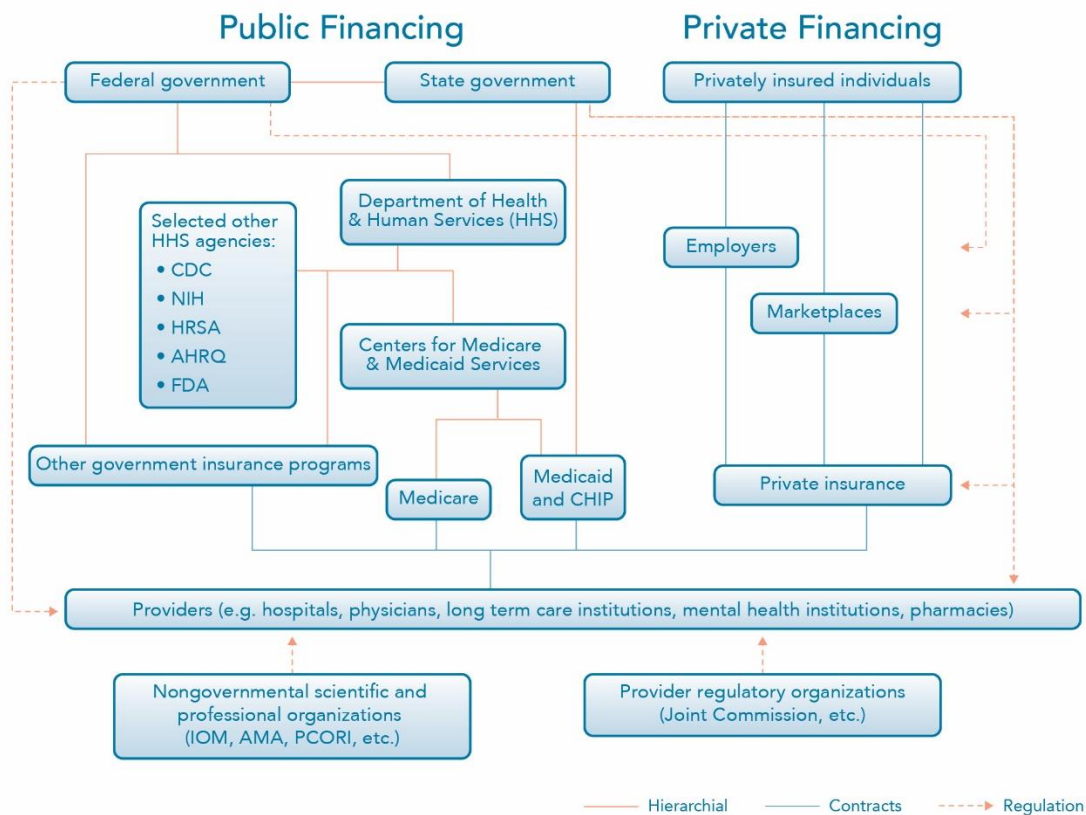 Public Financing
Private Financing
Federal government
State government
Privately insured individuals
Department of Health
& Human Services (HHS)
Selected other
HHS agencies:
• CDC
• NIH
• HRSA
• AHRQ
• FDA
Employers
Marketplaces
Centers for Medicare
& Medicaid Services
Other government insurance programs
Medicare
Medicaid
and CHIP
Private insurance
Providers (e.g. hospitals, physicians, long term care institutions, mental health institutions, pharmacies)
Nongovernmental scientific and
professional organizations
(IOM, AMA, PCORI, etc.)
Provider regulatory organizations
(Joint Commission, etc.)
Hierarchial
Contracts
Regulation